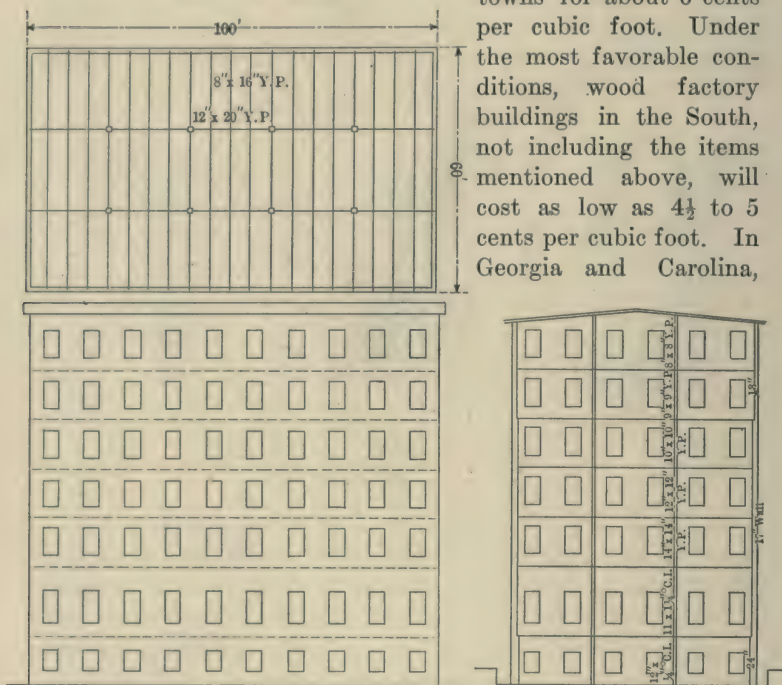 towns for about 6 cents
per cubic foot. Under
the most favorable con-
ditions, wood factory
buildings in the South,
not including the items
mentioned above, will
cost as low as 4½ to 5
cents per cubic foot. In
Georgia and Carolina,
100'
8"x 16"Y.P.
12"x 20"Y.P.
60'
8"x 8"Y.P.
9"x 9"Y.P.
18"
10"x 10"
Y.P.
12"x 12"
Y.P.
14"x 14"
Y.P.
17" Wall
C.I.
12"x
C.I.
24"